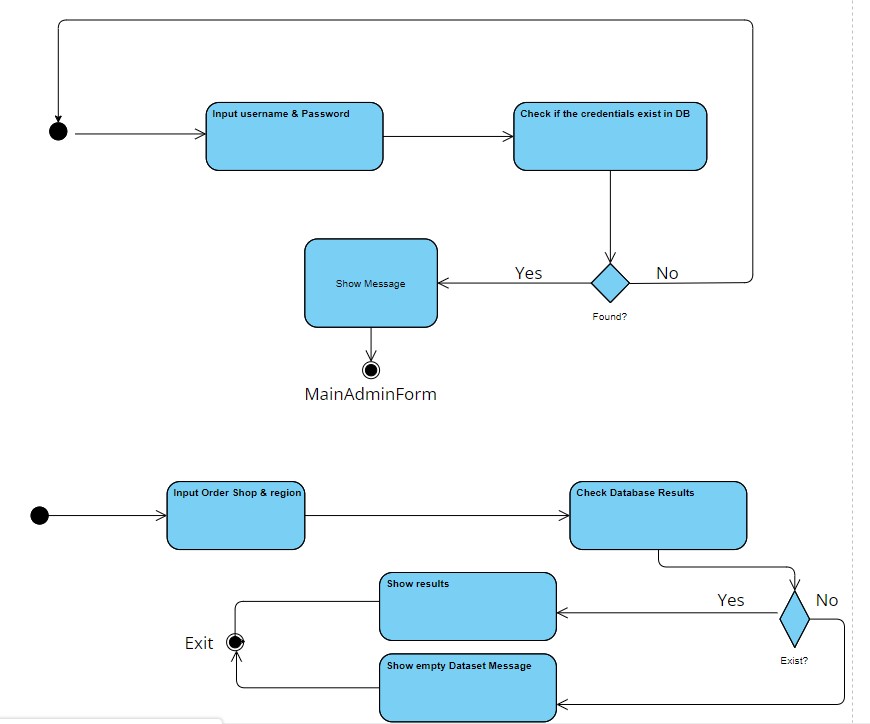 Input username & Password
Check if the credentials exist in DB
Show Message
Yes
No
Found?
MainAdminForm
Input Order Shop & region
Check Database Results
Show results
Yes
No
Exit
Show empty Dataset Message
Exist?